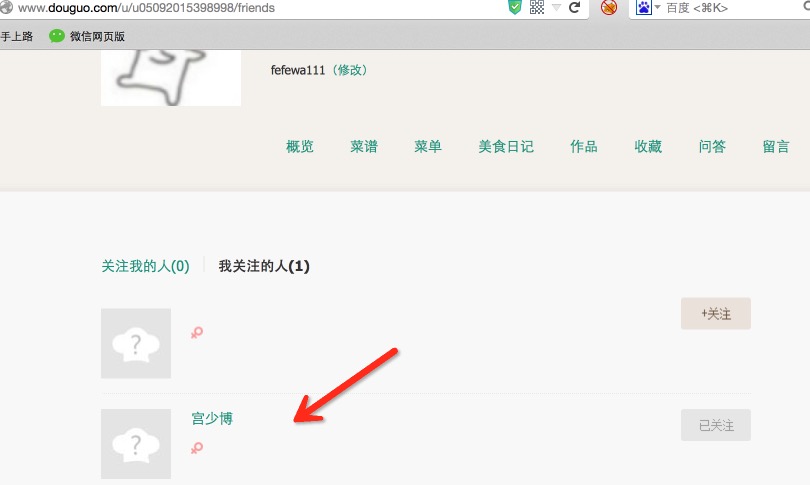 www.douguo.com/u/u05092015398998/friends
百度 <⌘K>
手上路
微信网页版
fefewa111（修改）
概览 菜谱 菜单 美食日记 作品 收藏 问答 留言
关注我的人(0) 我关注的人(1)
+关注
?
宫少博
已关注
?